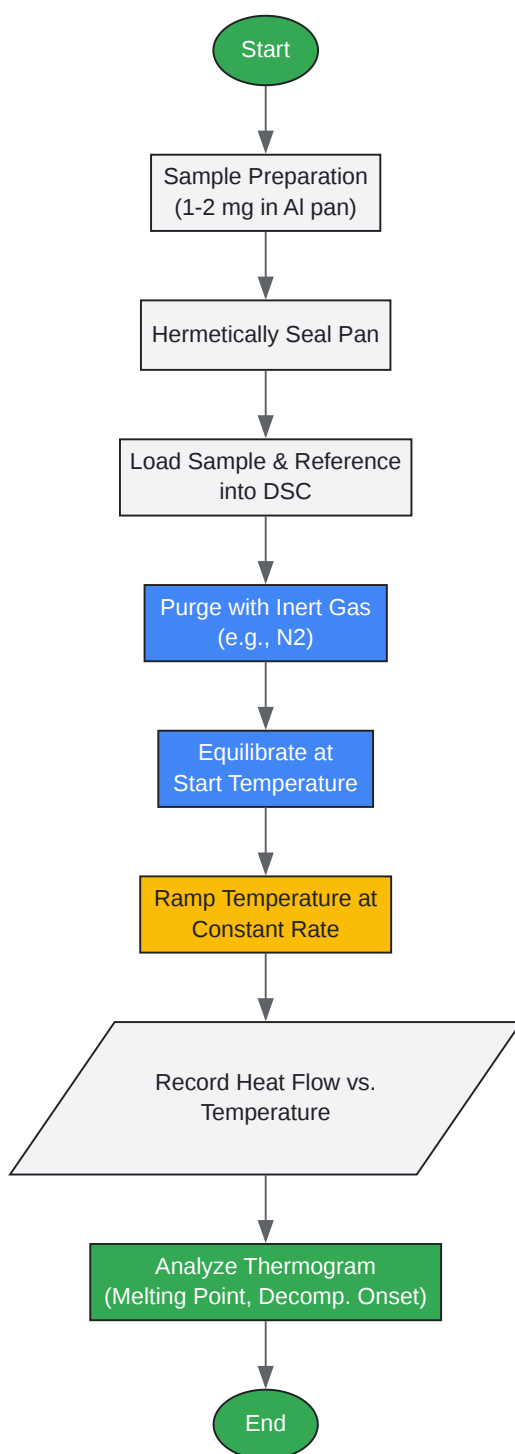 Start
Sample Preparation
(1-2 mg in Al pan)
Hermetically Seal Pan
Load Sample & Reference
into DSC
Purge with Inert Gas
(e.g., N2)
Equilibrate at
Start Temperature
Ramp Temperature at
Constant Rate
Record Heat Flow vs.
Temperature
Analyze Thermogram
(Melting Point, Decomp. Onset)
End